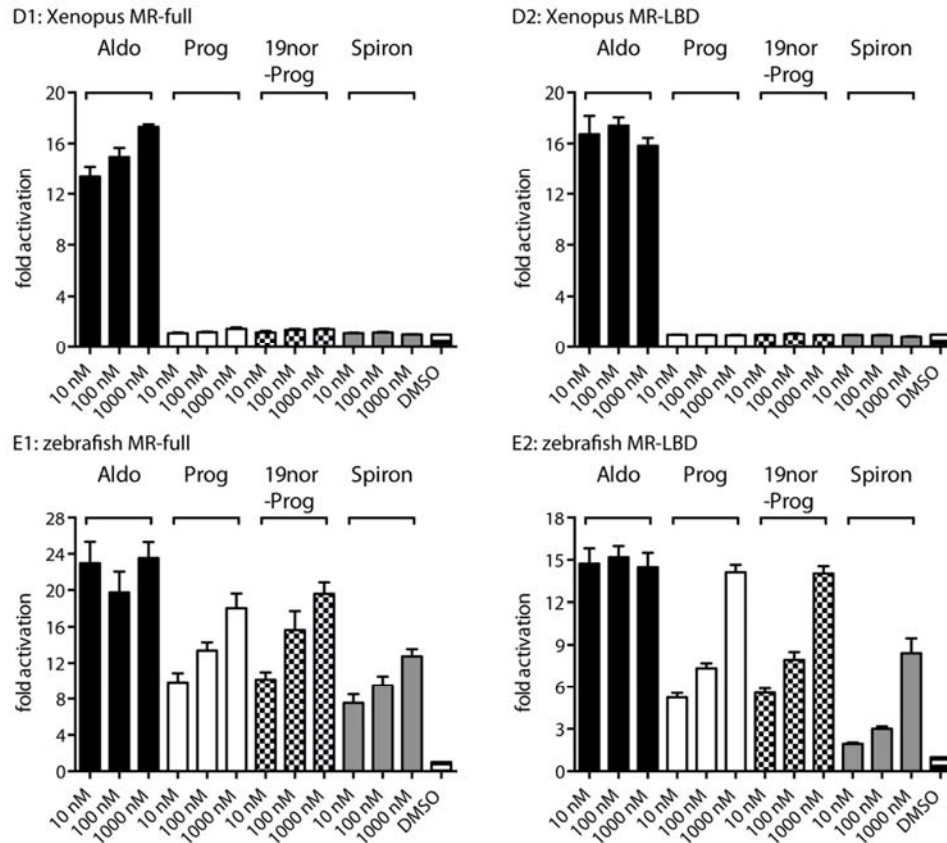 D1: Xenopus MR-full
Aldo Prog 19nor -Prog Spiron
fold activation
20
16
12
8
4
0
10 nM 100 nM 1000 nM 10 nM 100 nM 1000 nM 10 nM 100 nM 1000 nM 10 nM 100 nM 1000 nM DMSO
D2: Xenopus MR-LBD
Aldo Prog 19nor -Prog Spiron
fold activation
20
16
12
8
4
0
10 nM 100 nM 1000 nM 10 nM 100 nM 1000 nM 10 nM 100 nM 1000 nM 10 nM 100 nM 1000 nM DMSO
E1: zebrafish MR-full
Aldo Prog 19nor -Prog Spiron
fold activation
28
24
20
16
12
8
4
0
10 nM 100 nM 1000 nM 10 nM 100 nM 1000 nM 10 nM 100 nM 1000 nM 10 nM 100 nM 1000 nM DMSO
E2: zebrafish MR-LBD
Aldo Prog 19nor -Prog Spiron
fold activation
18
15
12
9
6
3
0
10 nM 100 nM 1000 nM 10 nM 100 nM 1000 nM 10 nM 100 nM 1000 nM 10 nM 100 nM 1000 nM DMSO